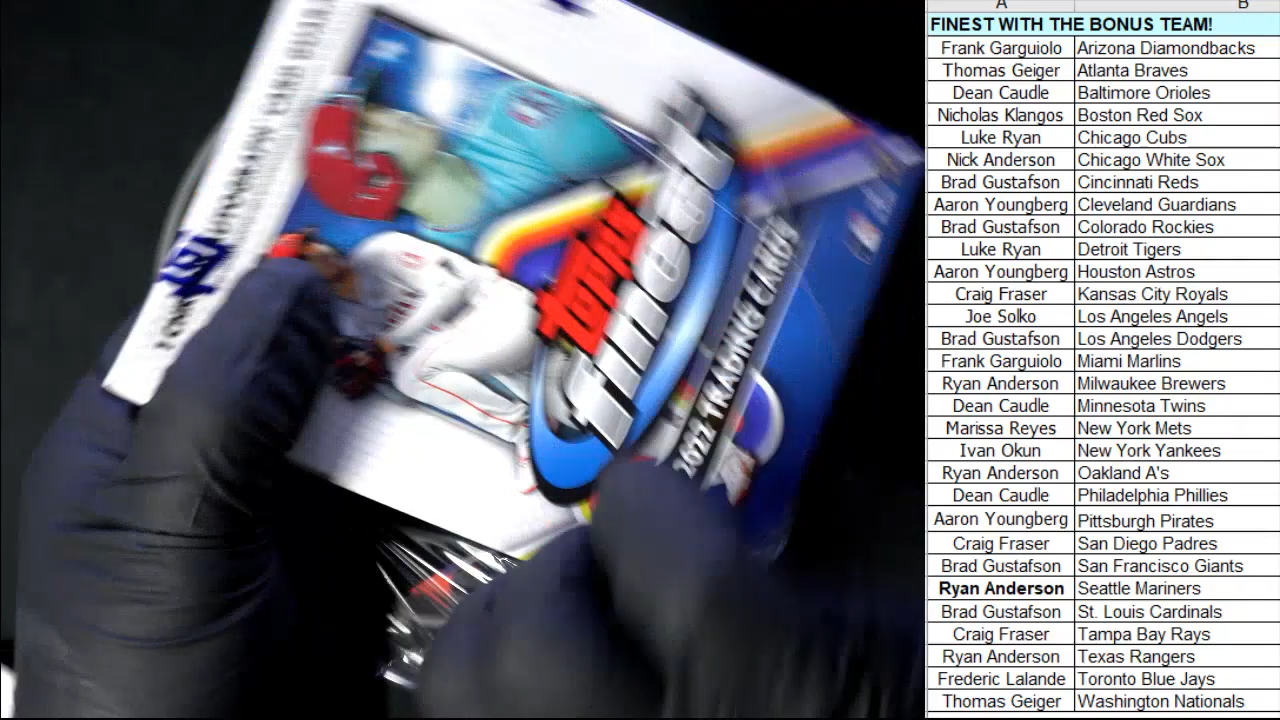 topps
finest
2022 TRADING CARDS
A B
FINEST WITH THE BONUS TEAM!
Frank Garguiolo Arizona Diamondbacks
Thomas Geiger Atlanta Braves
Dean Caudle Baltimore Orioles
Nicholas Klangos Boston Red Sox
Luke Ryan Chicago Cubs
Nick Anderson Chicago White Sox
Brad Gustafson Cincinnati Reds
Aaron Youngberg Cleveland Guardians
Brad Gustafson Colorado Rockies
Luke Ryan Detroit Tigers
Aaron Youngberg Houston Astros
Craig Fraser Kansas City Royals
Joe Solko Los Angeles Angels
Brad Gustafson Los Angeles Dodgers
Frank Garguiolo Miami Marlins
Ryan Anderson Milwaukee Brewers
Dean Caudle Minnesota Twins
Marissa Reyes New York Mets
Ivan Okun New York Yankees
Ryan Anderson Oakland A's
Dean Caudle Philadelphia Phillies
Aaron Youngberg Pittsburgh Pirates
Craig Fraser San Diego Padres
Brad Gustafson San Francisco Giants
Ryan Anderson Seattle Mariners
Brad Gustafson St. Louis Cardinals
Craig Fraser Tampa Bay Rays
Ryan Anderson Texas Rangers
Frederic Lalande Toronto Blue Jays
Thomas Geiger Washington Nationals